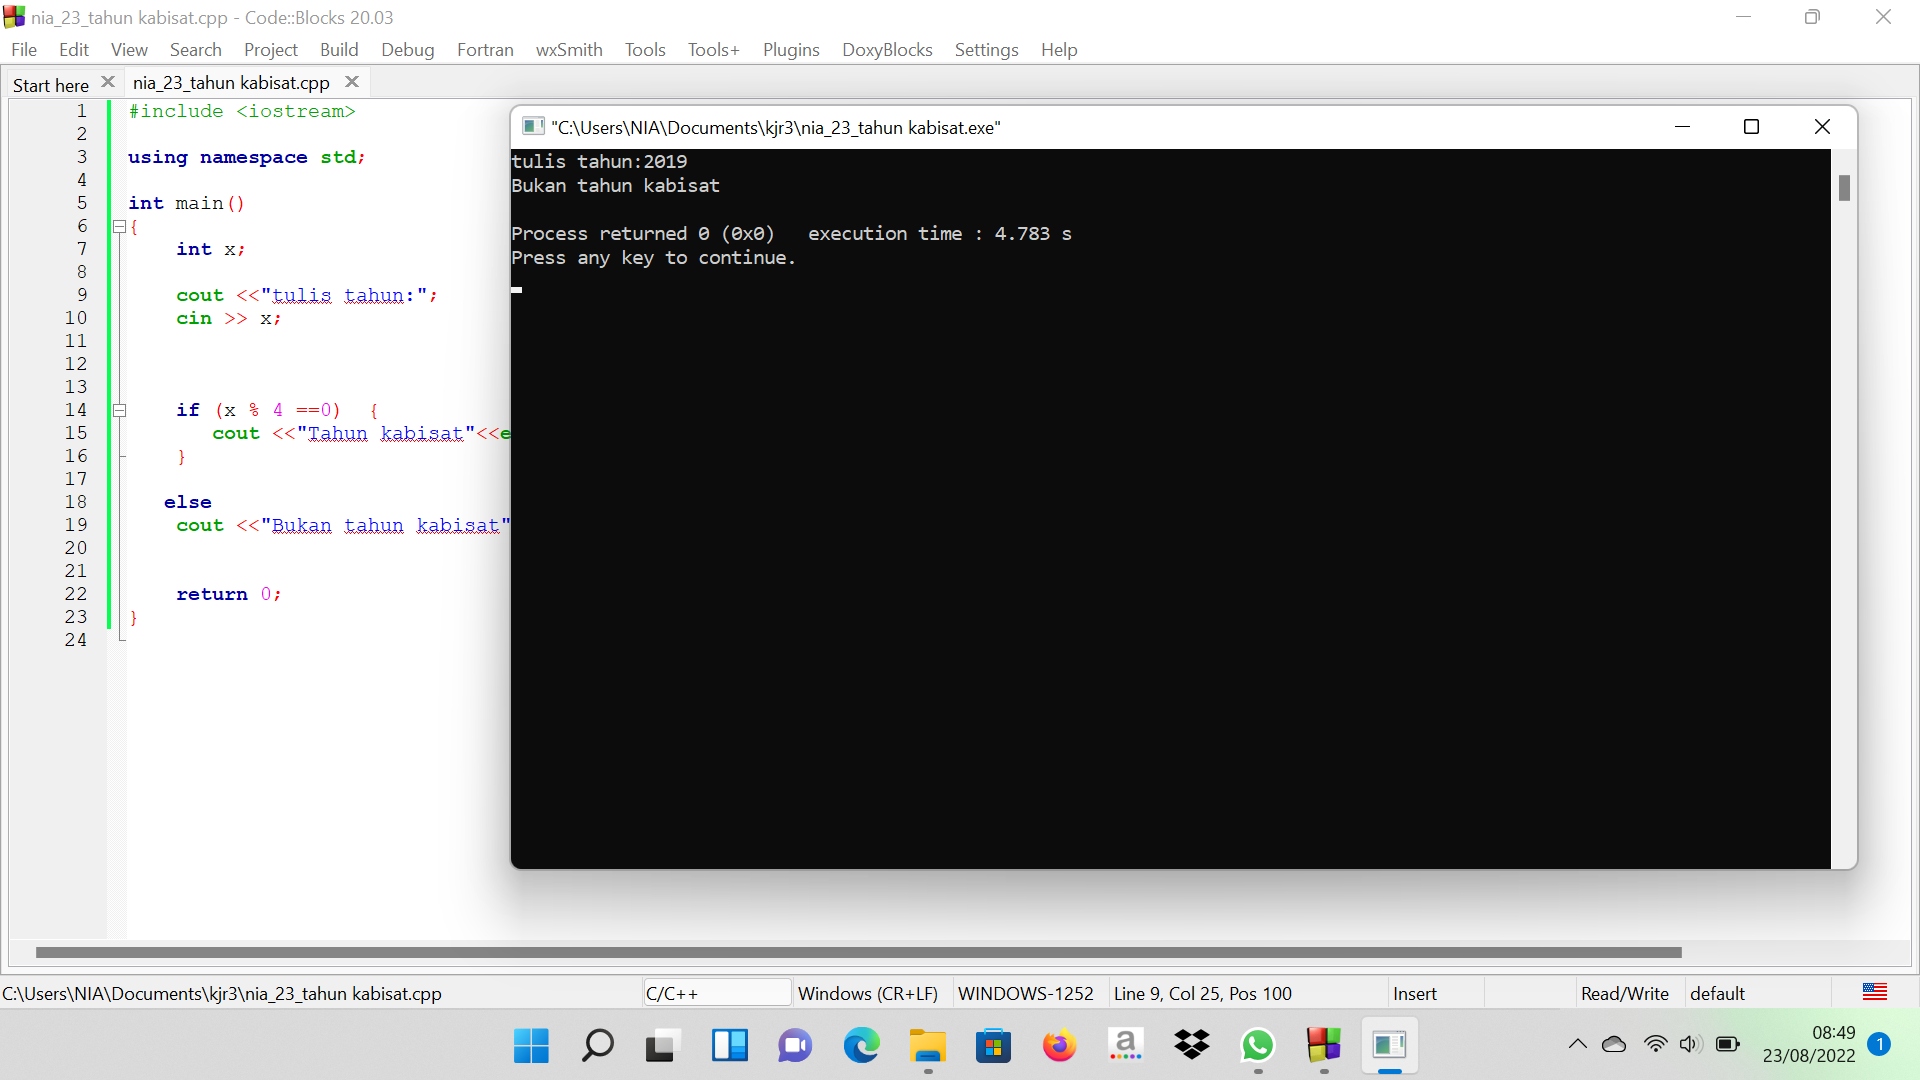 nia_23_tahun kabisat.cpp - Code::Blocks 20.03
File Edit View Search Project Build Debug Fortran wxSmith Tools Tools+ Plugins DoxyBlocks Settings Help
Start here nia_23_tahun kabisat.cpp
1 #include <iostream>
2
3 using namespace std;
4
5 int main()
6 {
7 int x;
8
9 cout <<"tulis tahun:";
10 cin >> x;
11
12
13
14 if (x % 4 ==0) {
15 cout <<"Tahun kabisat"<<e
16 }
17
18 else
19 cout <<"Bukan tahun kabisat"
20
21
22 return 0;
23 }
24
"C:\Users\NIA\Documents\kjr3\nia_23_tahun kabisat.exe"
tulis tahun:2019
Bukan tahun kabisat
Process returned 0 (0x0) execution time : 4.783 s
Press any key to continue.
C:\Users\NIA\Documents\kjr3\nia_23_tahun kabisat.cpp C/C++ Windows (CR+LF) WINDOWS-1252 Line 9, Col 25, Pos 100 Insert Read/Write default
a
08:49
23/08/2022
1